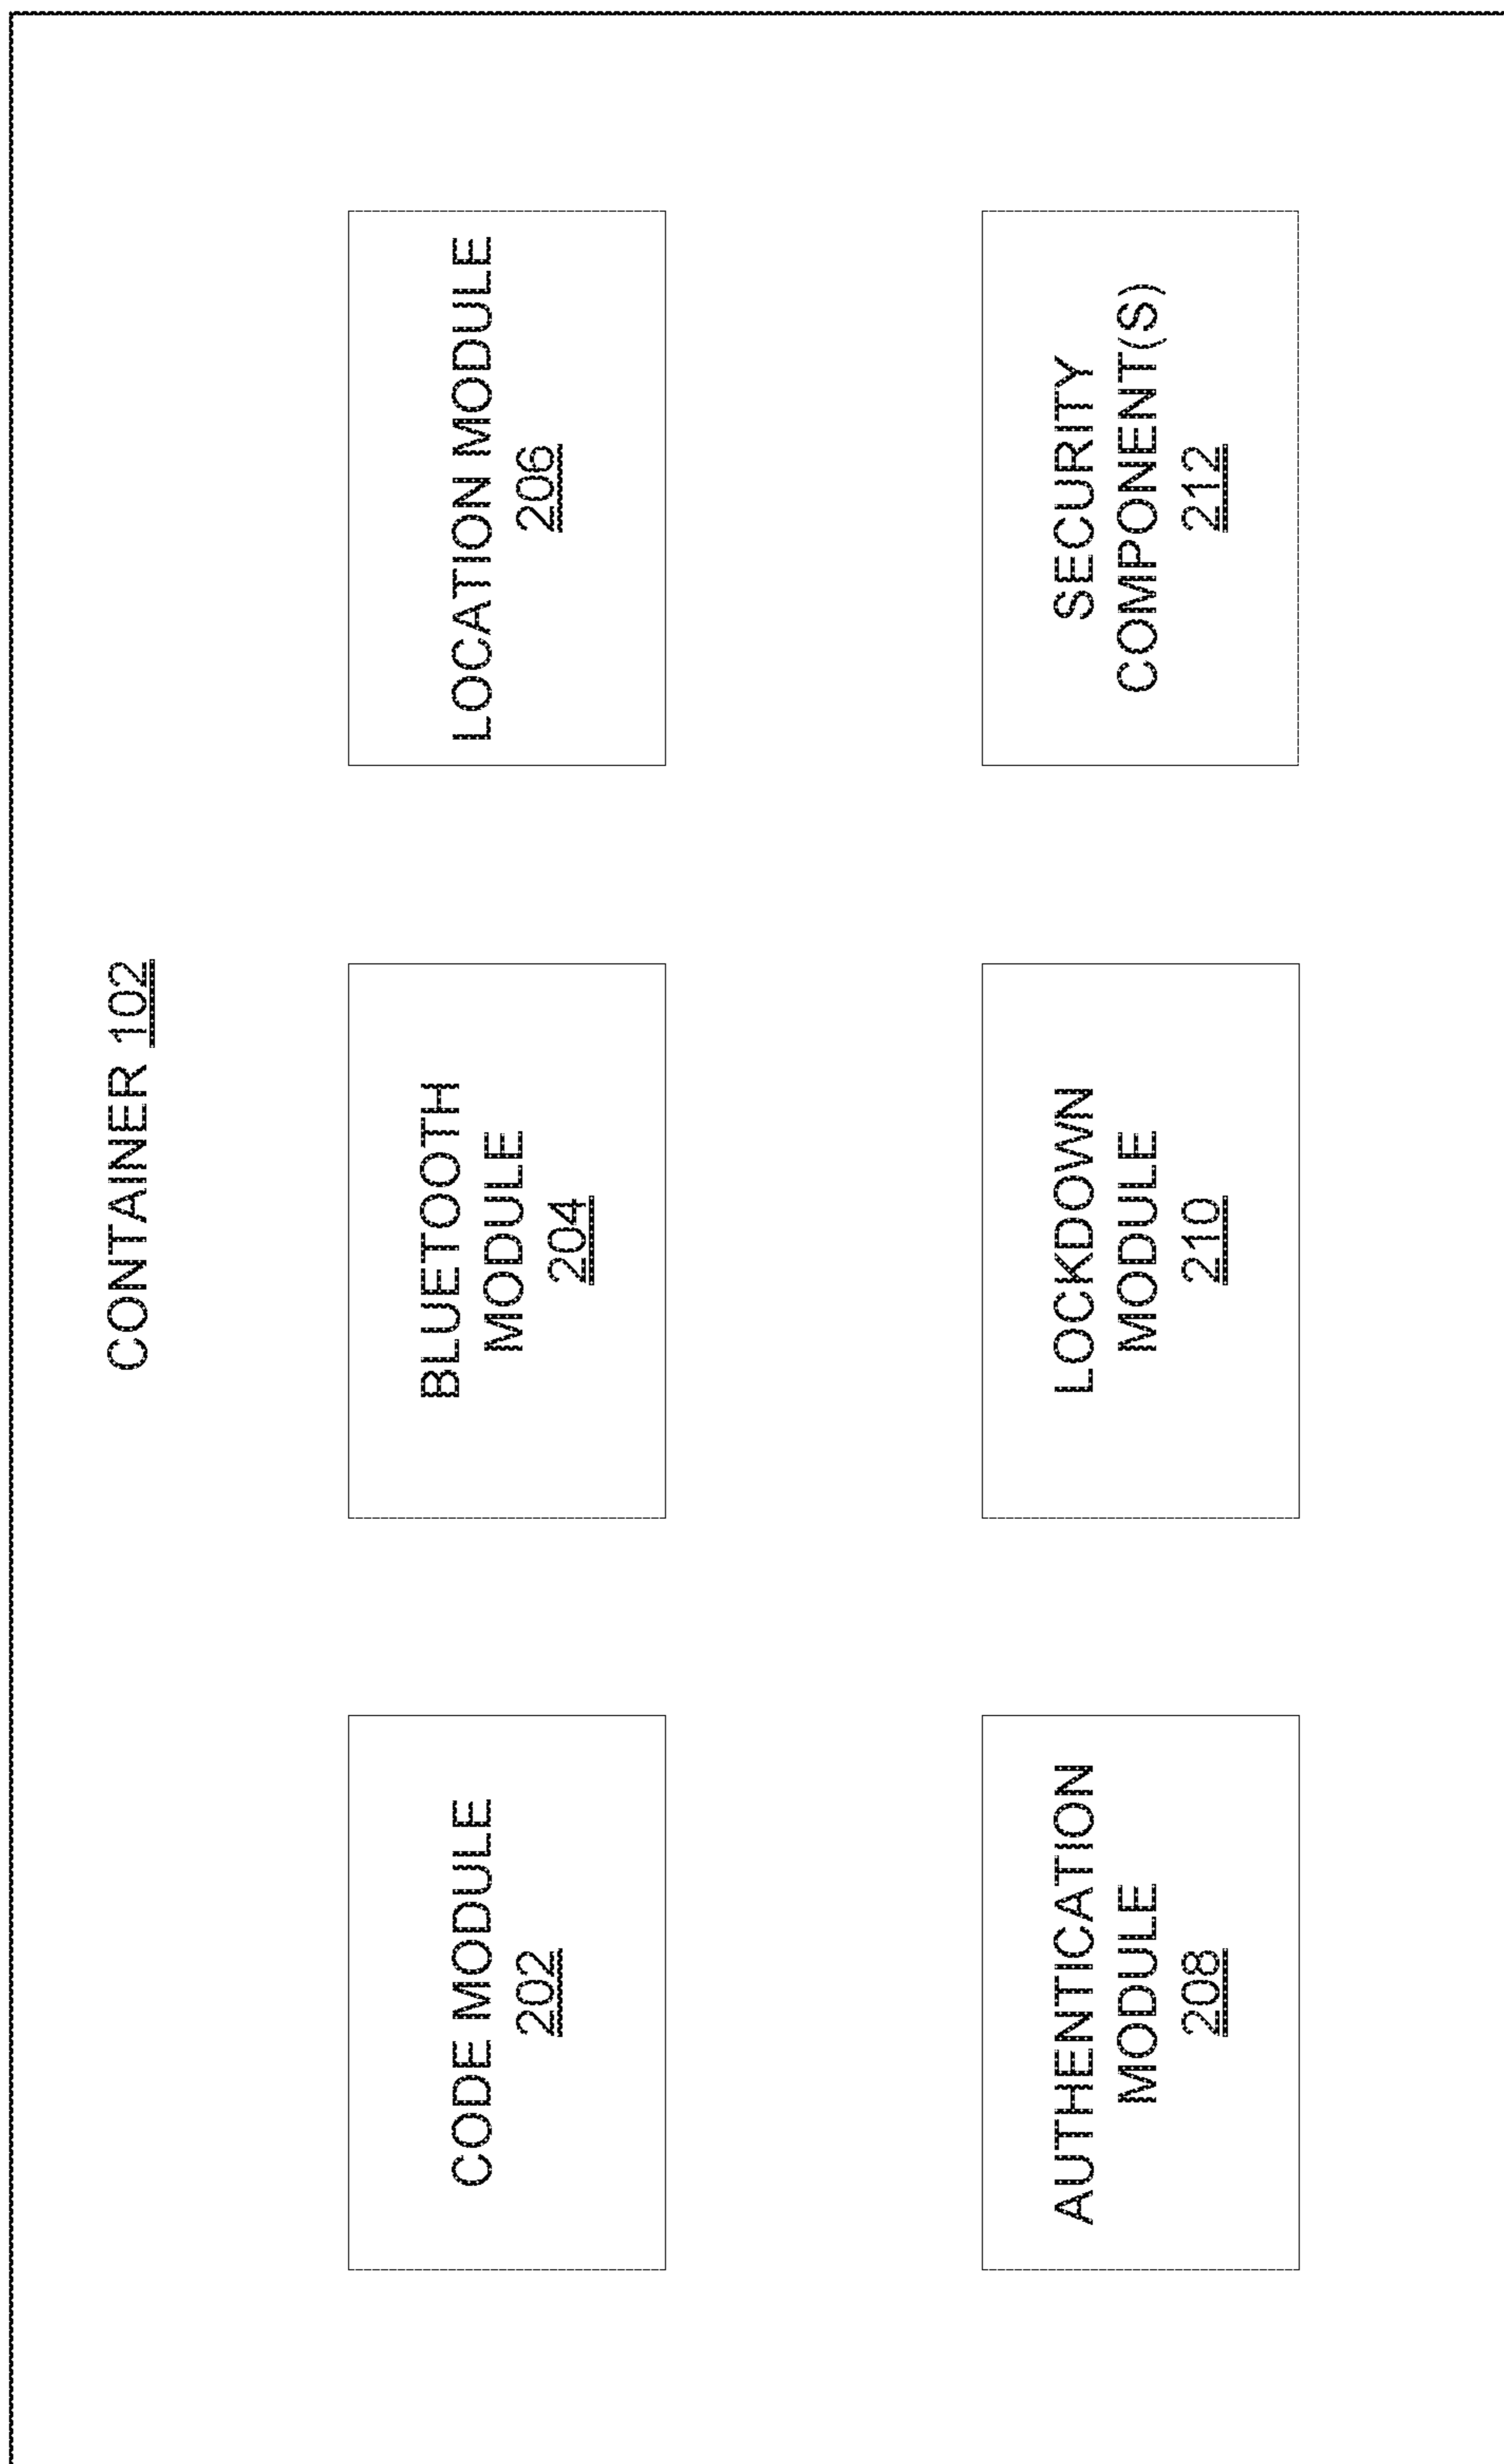 CONTAINER 102
CODE MODULE
202
BLUETOOTH
MODULE
204
LOCATION MODULE
206
AUTHENTICATION
MODULE
208
LOCKDOWN
MODULE
210
SECURITY
COMPONENT(S)
212